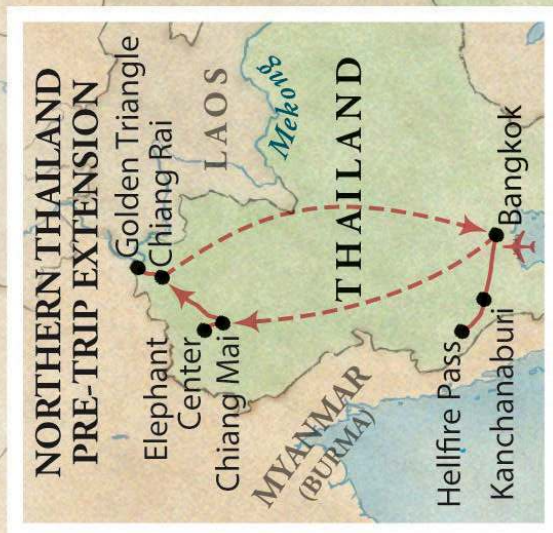 NORTHERN THAILAND
PRE-TRIP EXTENSION
Golden Triangle
Chiang Rai
Elephant
Center
Chiang Mai
LAOS
Mekong
THAILAND
MYANMAR
(BURMA)
Hellfire Pass
Kanchanaburi
Bangkok